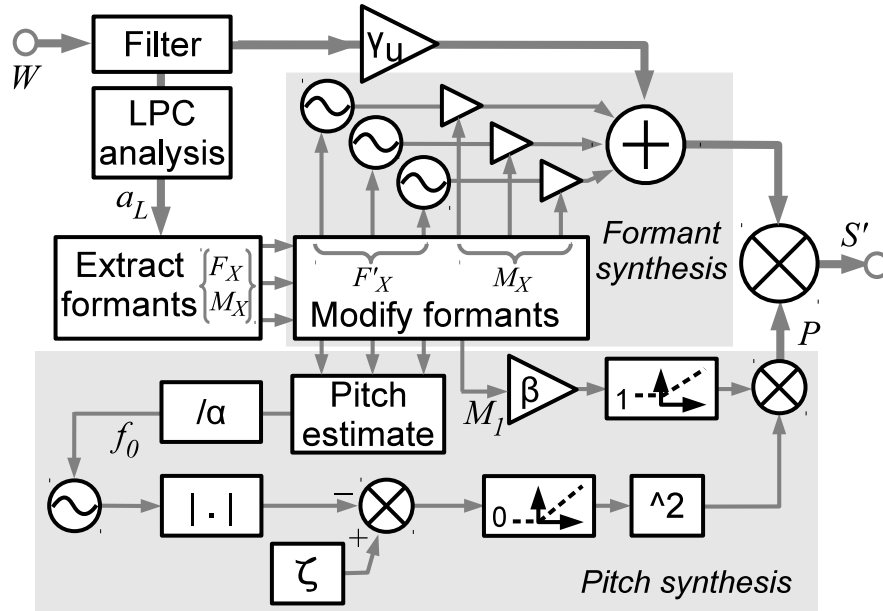 W
Filter
γu
LPC
analysis
aL
Extract
formants
FX
MX
F'X
MX
Modify formants
Formant
synthesis
S'
P
Pitch
estimate
/α
f0
M1
β
1
| . |
−
+
ζ
0
^2
Pitch synthesis